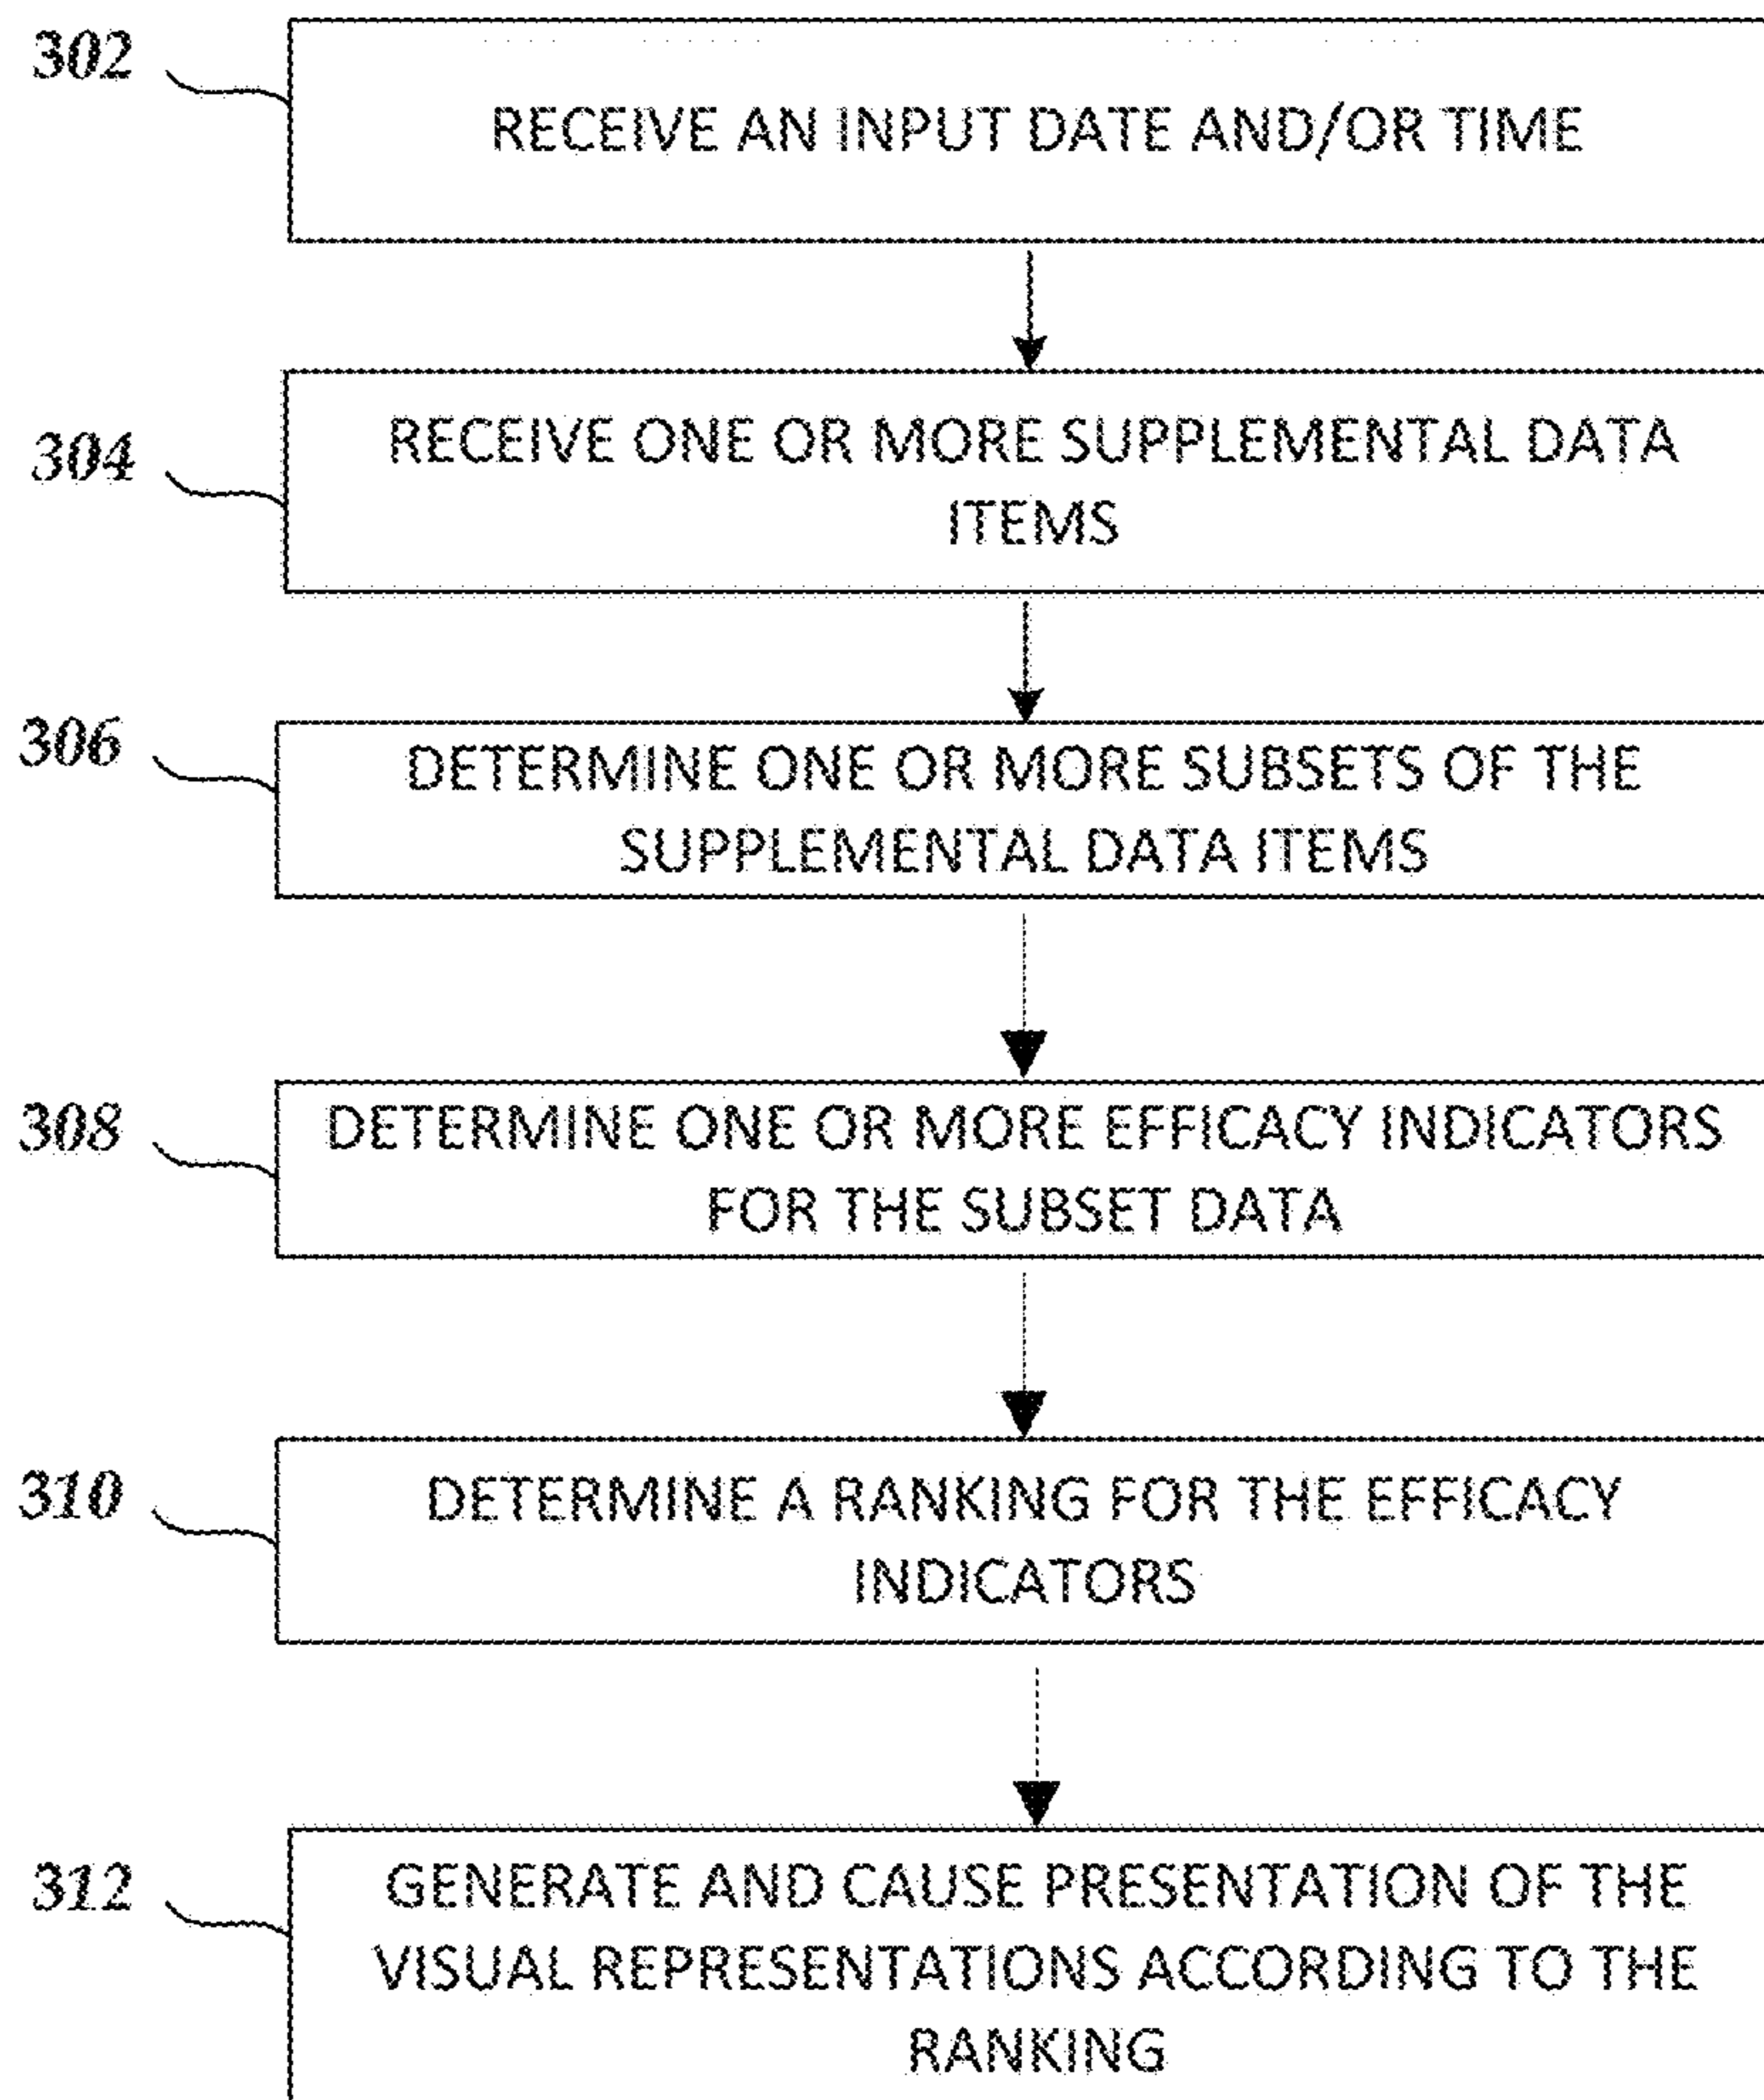 302
RECEIVE AN INPUT DATE AND/OR TIME
304
RECEIVE ONE OR MORE SUPPLEMENTAL DATA
ITEMS
306
DETERMINE ONE OR MORE SUBSETS OF THE
SUPPLEMENTAL DATA ITEMS
308
DETERMINE ONE OR MORE EFFICACY INDICATORS
FOR THE SUBSET DATA
310
DETERMINE A RANKING FOR THE EFFICACY
INDICATORS
312
GENERATE AND CAUSE PRESENTATION OF THE
VISUAL REPRESENTATIONS ACCORDING TO THE
RANKING